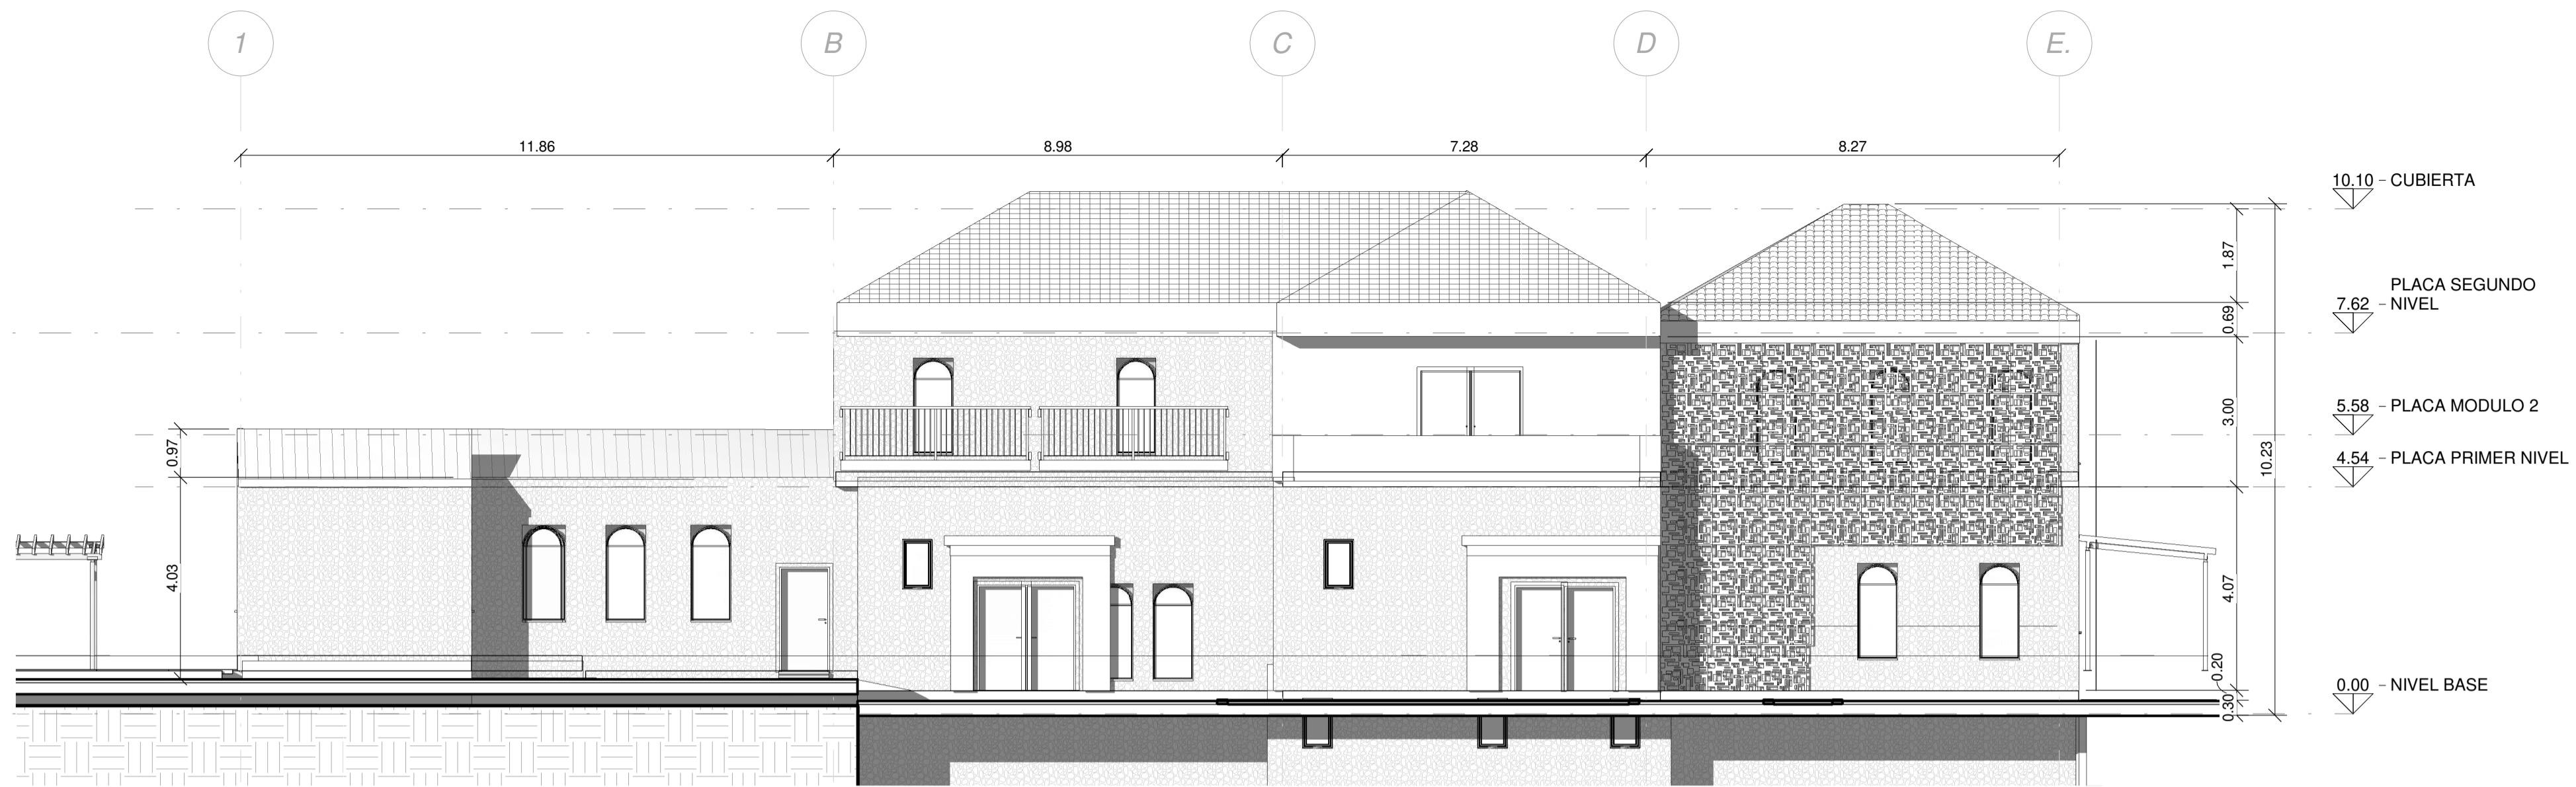 1
B
C
D
E.
11.86
8.98
7.28
8.27
10.10 - CUBIERTA
PLACA SEGUNDO
7.62 - NIVEL
5.58 - PLACA MODULO 2
4.54 - PLACA PRIMER NIVEL
0.00 - NIVEL BASE
0.97
4.03
1.87
0.69
3.00
10.23
4.07
0.20
0.30